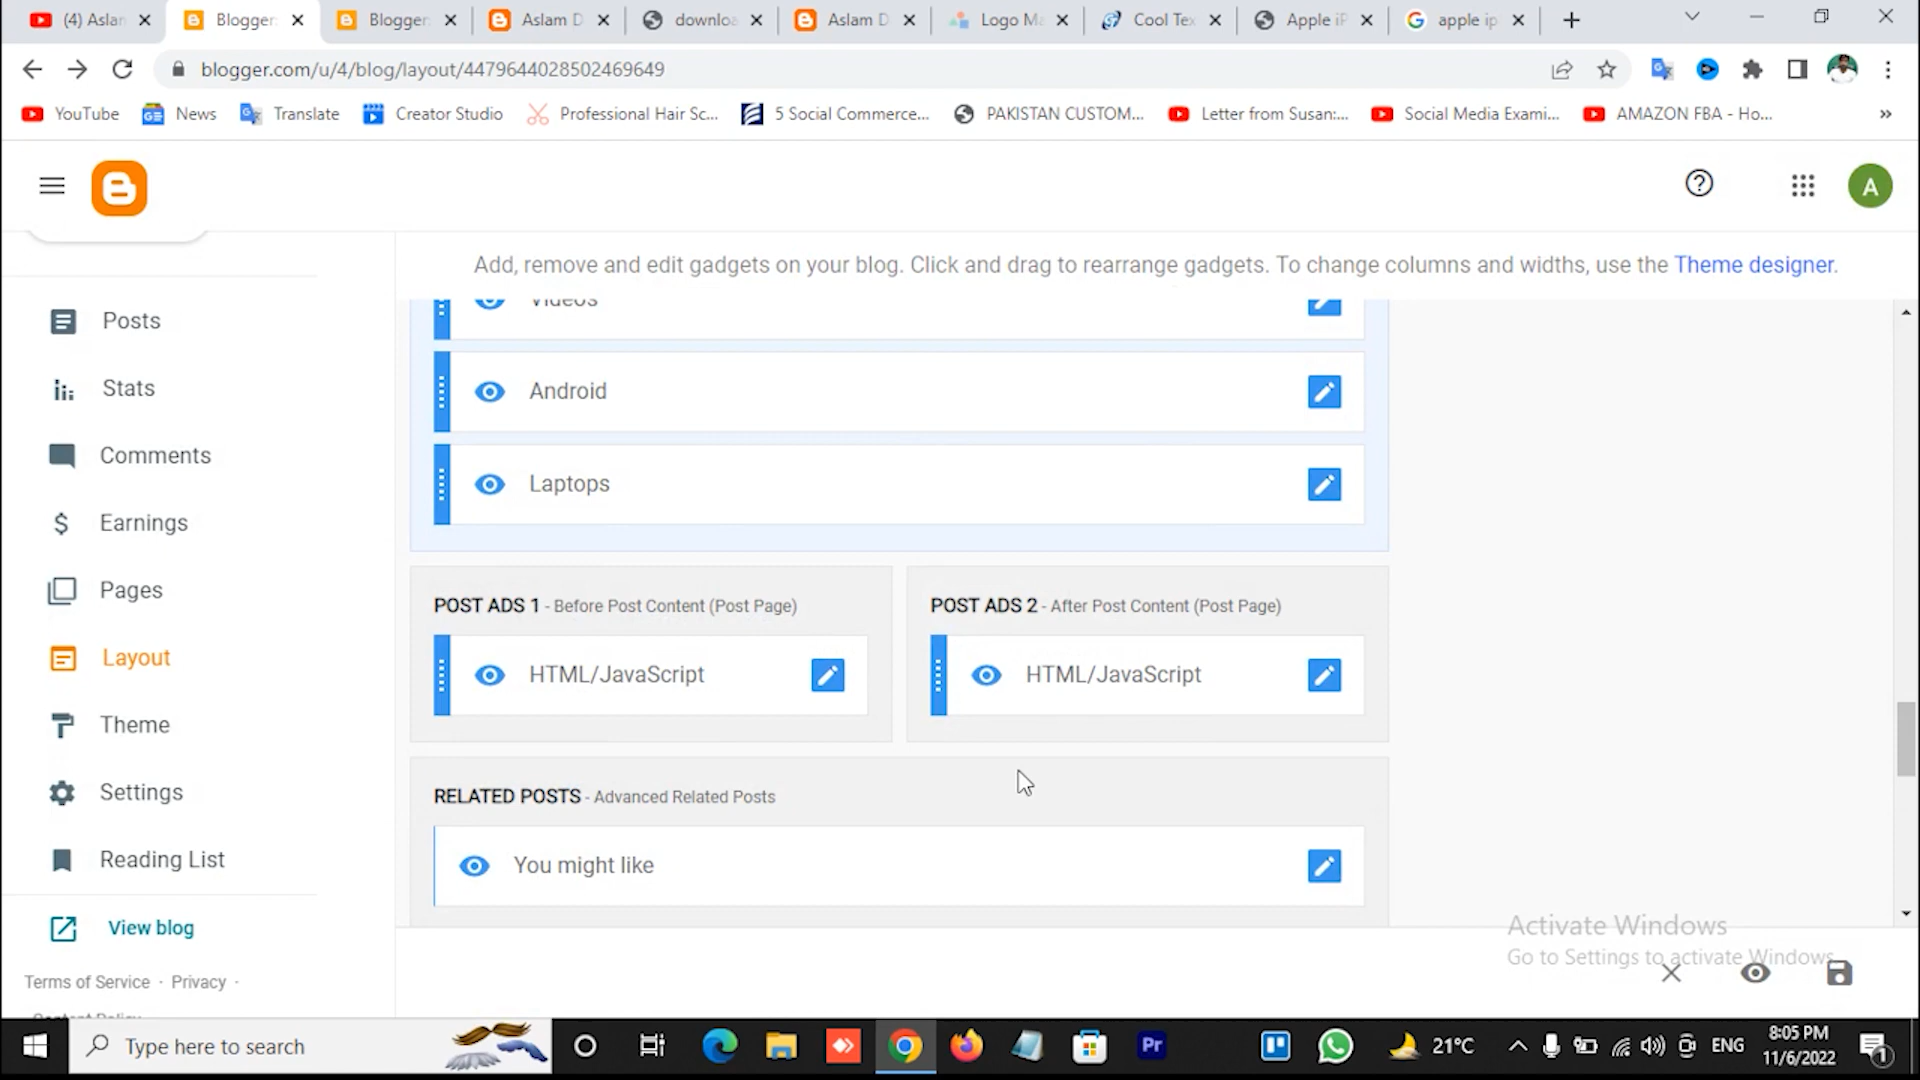 (4) Aslan
Blogger:
Blogger:
Aslam D
downloa
Aslam D
Logo Ma
Cool Tex
Apple iP
apple ip
blogger.com/u/4/blog/layout/4479644028502469649
YouTube
News
Translate
Creator Studio
Professional Hair Sc...
5 Social Commerce...
PAKISTAN CUSTOM...
Letter from Susan:...
Social Media Exami...
AMAZON FBA - Ho...
A
Add, remove and edit gadgets on your blog. Click and drag to rearrange gadgets. To change columns and widths, use the Theme designer.
Posts
Stats
Comments
Earnings
Pages
Layout
Theme
Settings
Reading List
View blog
Terms of Service · Privacy ·
Content Policy
Videos
Android
Laptops
POST ADS 1 - Before Post Content (Post Page)
HTML/JavaScript
POST ADS 2 - After Post Content (Post Page)
HTML/JavaScript
RELATED POSTS - Advanced Related Posts
You might like
Activate Windows
Go to Settings to activate Windows.
Type here to search
Pr
21°C
ENG
8:05 PM
11/6/2022
1